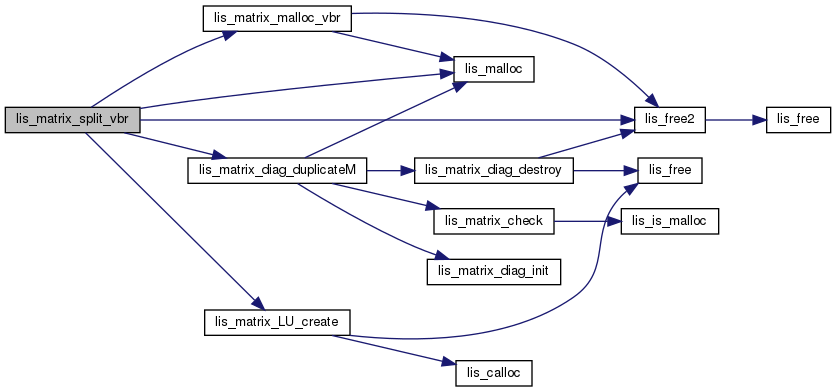 lis_matrix_malloc_vbr
lis_malloc
lis_matrix_split_vbr
lis_free2
lis_free
lis_matrix_diag_duplicateM
lis_matrix_diag_destroy
lis_free
lis_matrix_check
lis_is_malloc
lis_matrix_diag_init
lis_matrix_LU_create
lis_calloc